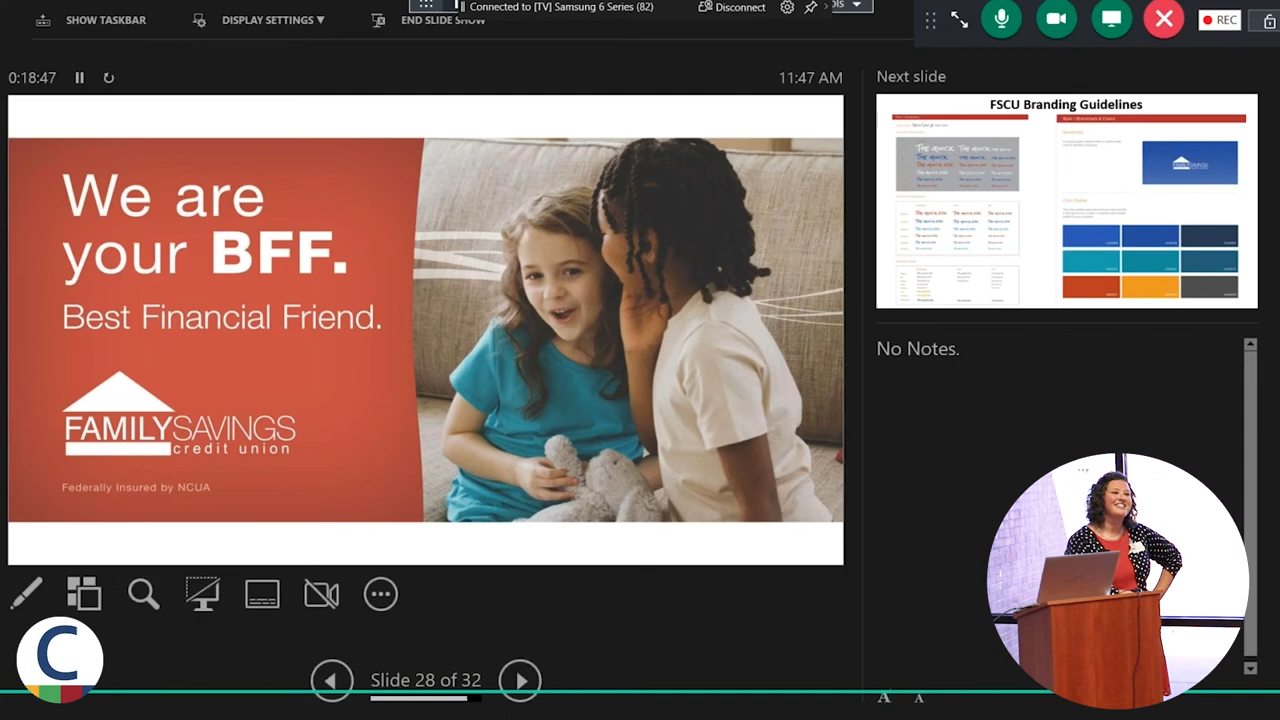 SHOW TASKBAR
DISPLAY SETTINGS ▼
END SLIDE SHOW
Connected to [TV] Samsung 6 Series (82)
Disconnect
REC
0:18:47
11:47 AM
Next slide
We are
your BFF.
Best Financial Friend.
FAMILYSAVINGS
credit union
Federally Insured by NCUA
FSCU Branding Guidelines
FAMILYSAVINGS
No Notes.
C
Slide 28 of 32
A A